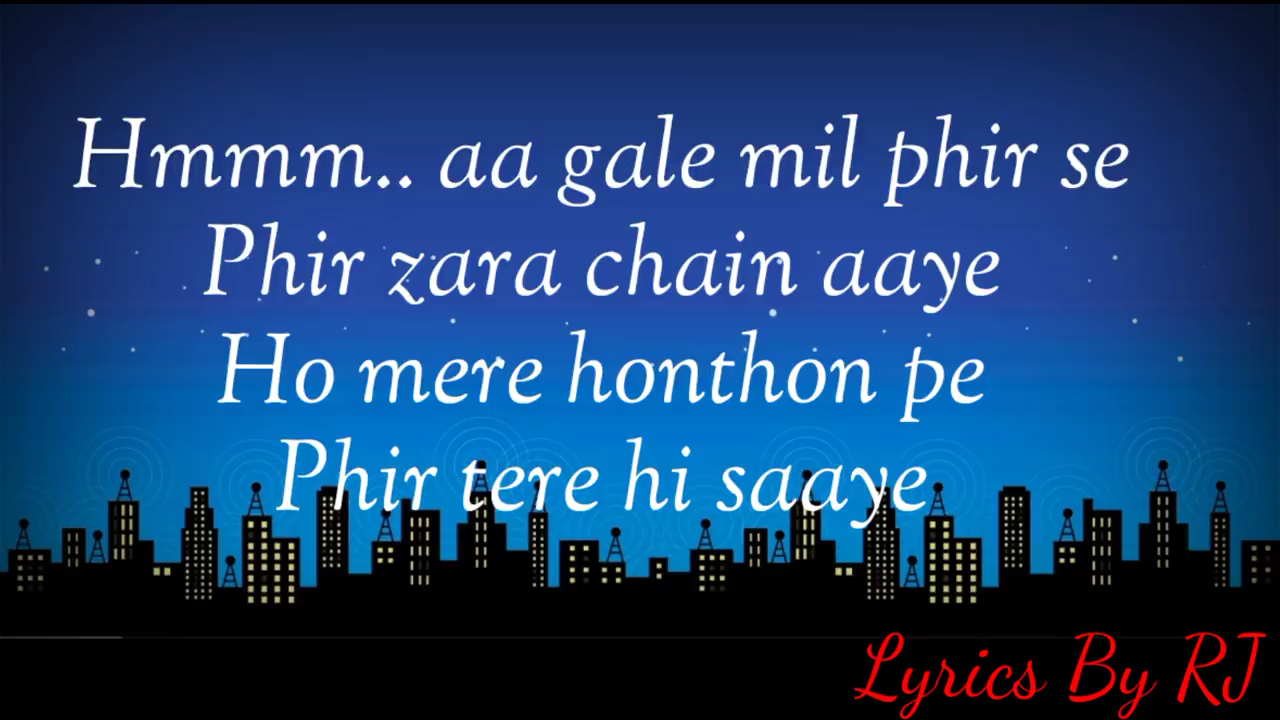 Hmmm.. aa gale mil phir se
Phir zara chain aaye
Ho mere honthon pe
Phir tere hi saaye
Lyrics By RJ